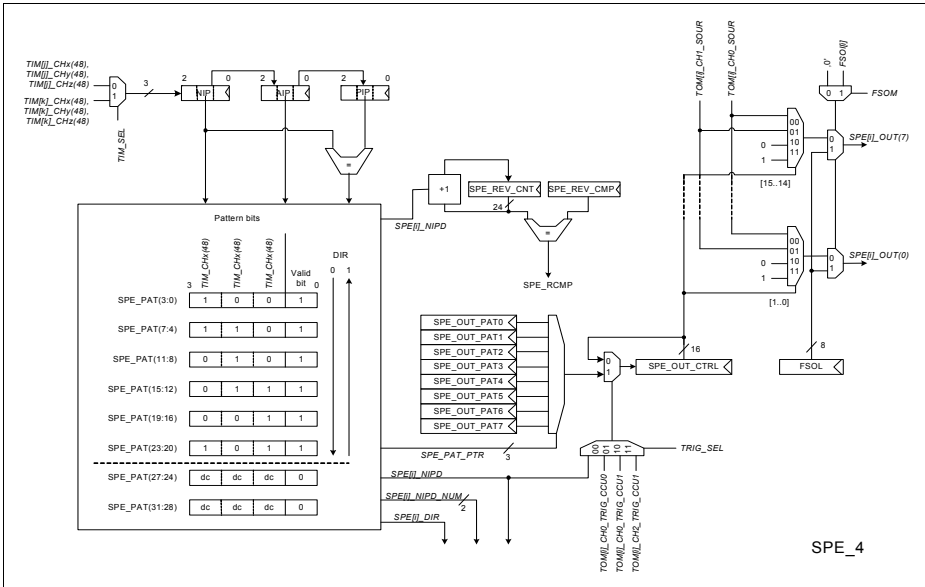 TIM[j]_CHx(48),
TIM[j]_CHy(48),
TIM[j]_CHz(48)
TIM[k]_CHx(48),
TIM[k]_CHy(48),
TIM[k]_CHz(48)
0
1
TIM_SEL
3
2 0 2 0 2 0
NIP AIP PIP
=
Pattern bits
TIM_CHx(48) TIM_CHx(48) TIM_CHx(48)
3 Valid bit 0
DIR
0 1
SPE_PAT(3:0) 1 0 0 1
SPE_PAT(7:4) 1 1 0 1
SPE_PAT(11:8) 0 1 0 1
SPE_PAT(15:12) 0 1 1 1
SPE_PAT(19:16) 0 0 1 1
SPE_PAT(23:20) 1 0 1 1
SPE_PAT(27:24) dc dc dc 0
SPE_PAT(31:28) dc dc dc 0
SPE[i]_NIPD
+1
SPE_REV_CNT SPE_REV_CMP
24
=
SPE_RCMP
SPE_OUT_PAT0
SPE_OUT_PAT1
SPE_OUT_PAT2
SPE_OUT_PAT3
SPE_OUT_PAT4
SPE_OUT_PAT5
SPE_OUT_PAT6
SPE_OUT_PAT7
SPE_PAT_PTR 3
SPE[i]_NIPD
SPE[i]_NIPD_NUM 2
SPE[i]_DIR
0
1
16
SPE_OUT_CTRL
8
FSOL
00 01 10 11
TRIG_SEL
TOM[i]_CH0_TRIG_CCU0
TOM[i]_CH0_TRIG_CCU1
TOM[i]_CH2_TRIG_CCU1
TOM[i]_CH1_SOUR
TOM[i]_CH0_SOUR
‚0'
FSOI[i]
0 1
FSOM
00
01
10
11
0
1
0
1
SPE[i]_OUT(7)
[15..14]
00
01
10
11
0
1
0
1
SPE[i]_OUT(0)
[1..0]
SPE_4